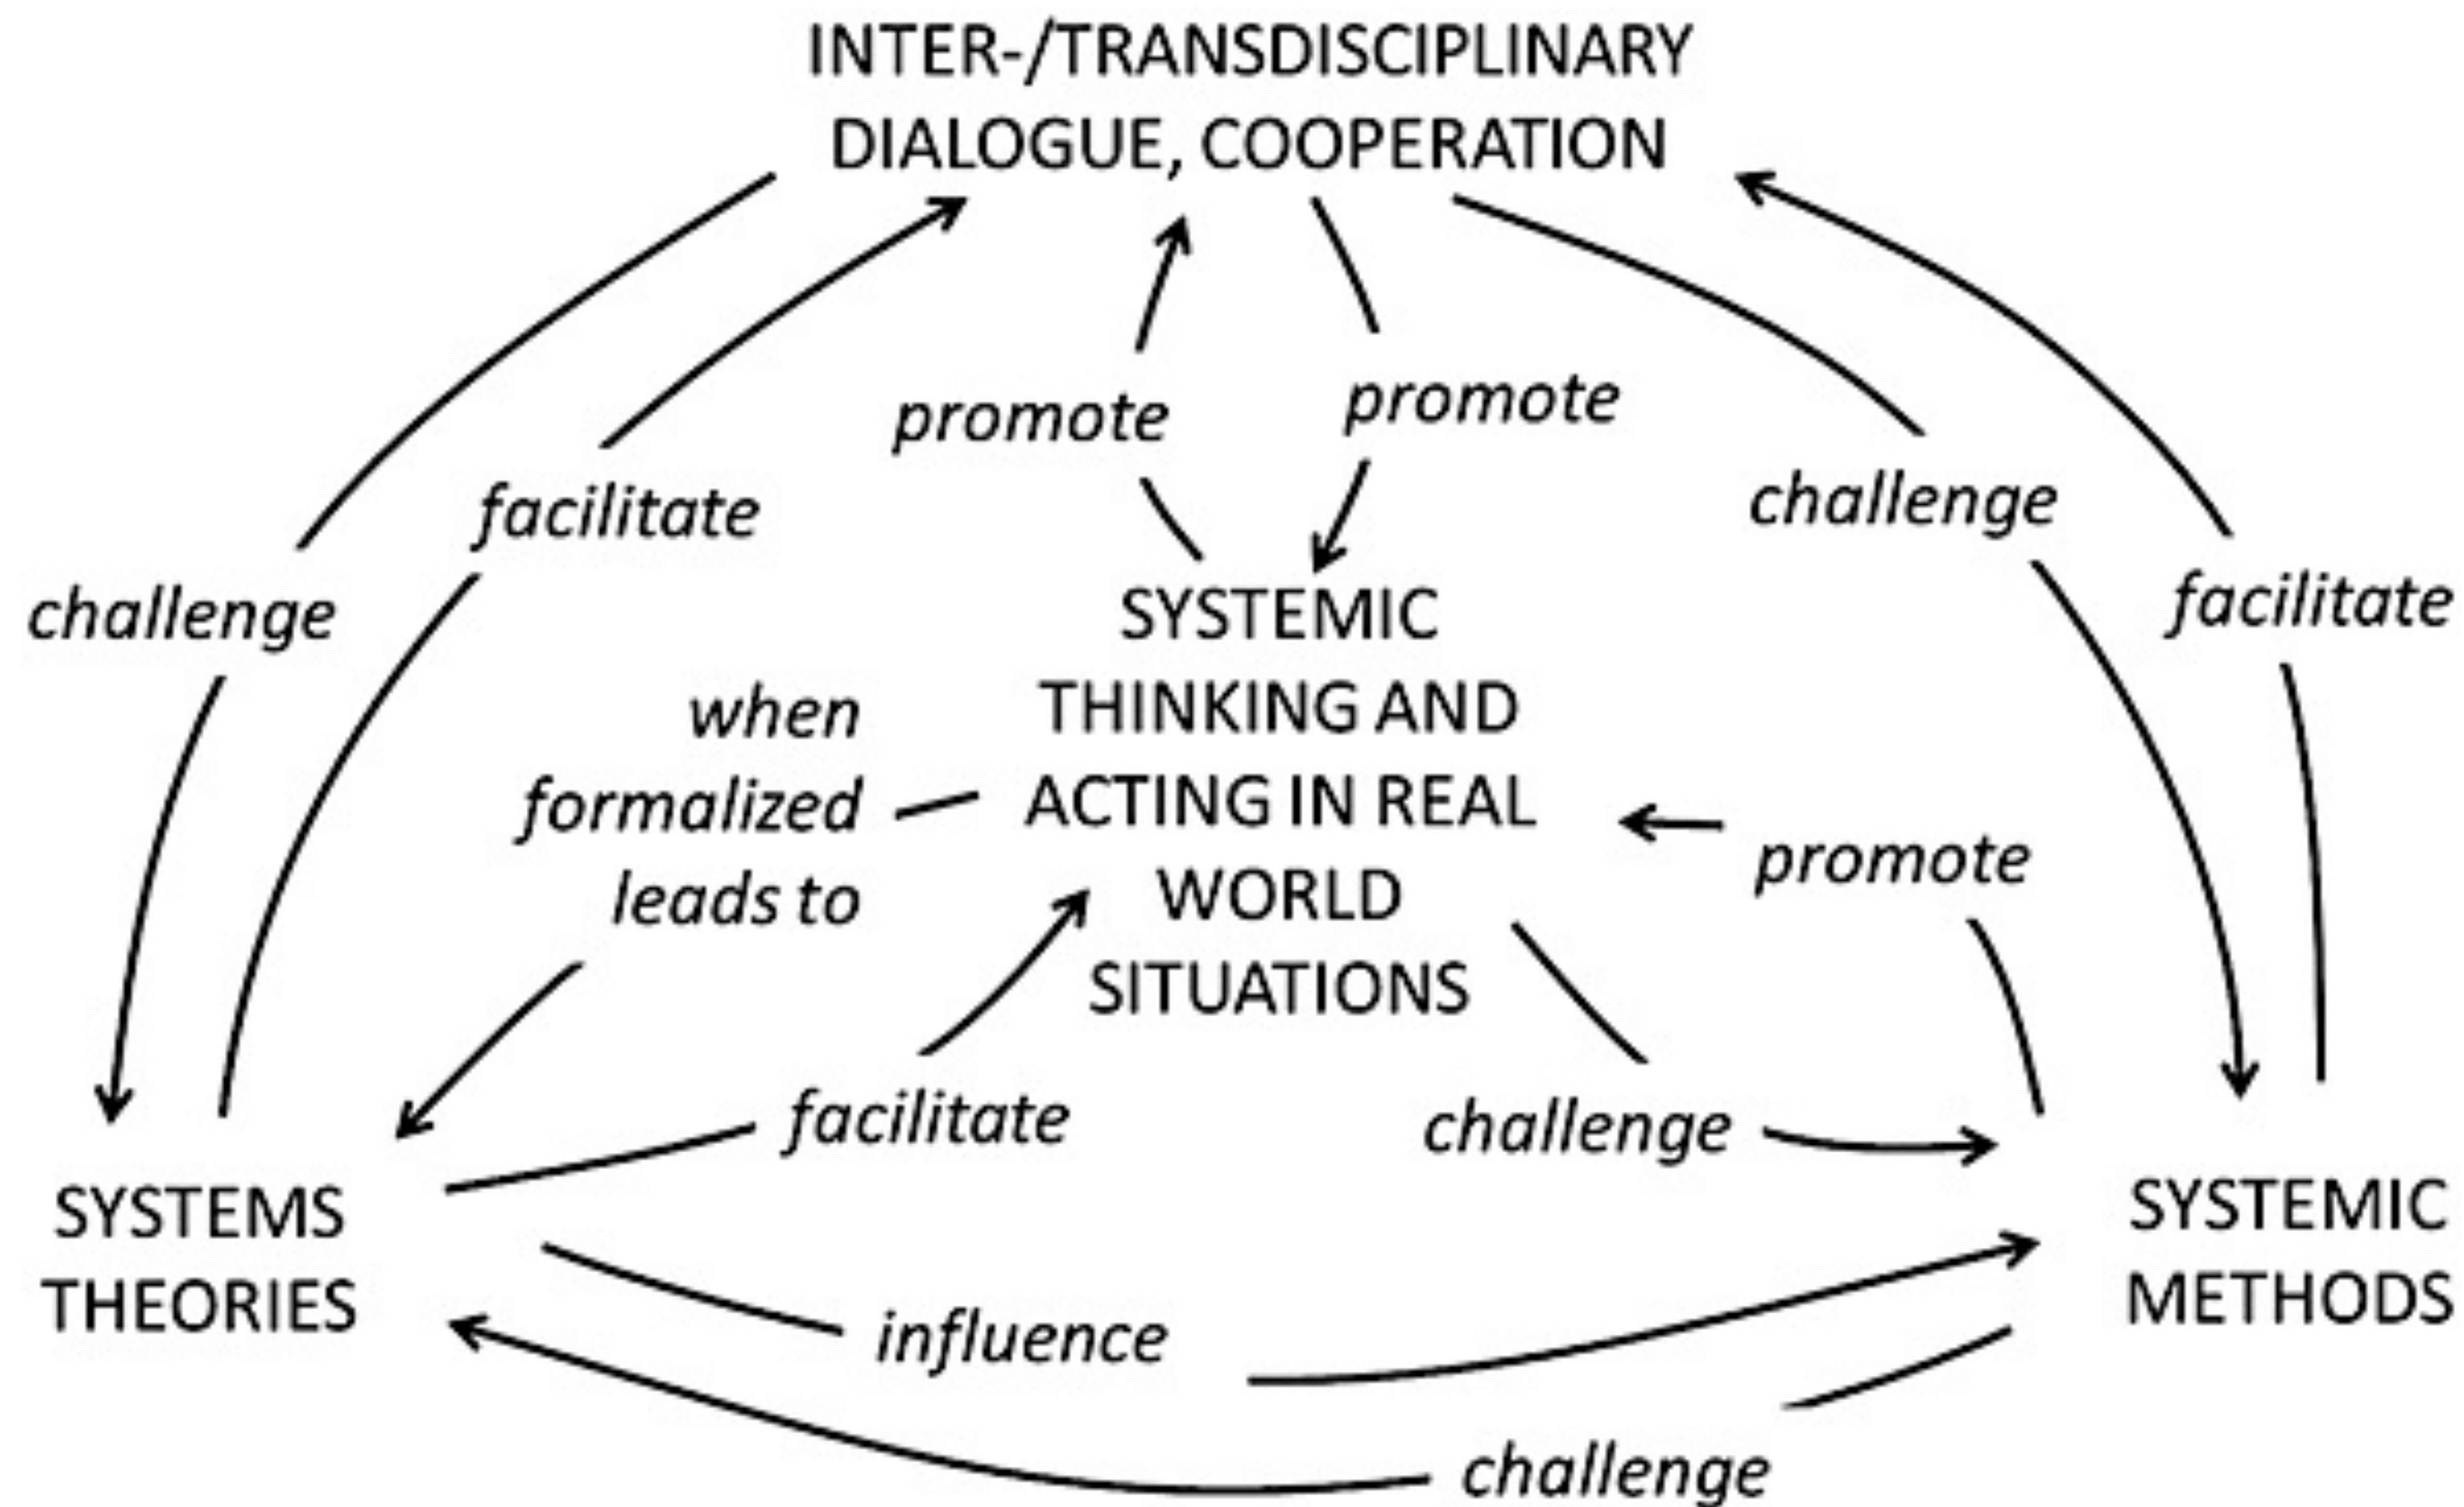 INTER-/TRANSDISCIPLINARY
DIALOGUE, COOPERATION
promote
promote
facilitate
challenge
challenge
facilitate
SYSTEMIC
THINKING AND
ACTING IN REAL
WORLD
SITUATIONS
when
formalized
leads to
promote
facilitate
challenge
SYSTEMS
THEORIES
SYSTEMIC
METHODS
influence
challenge